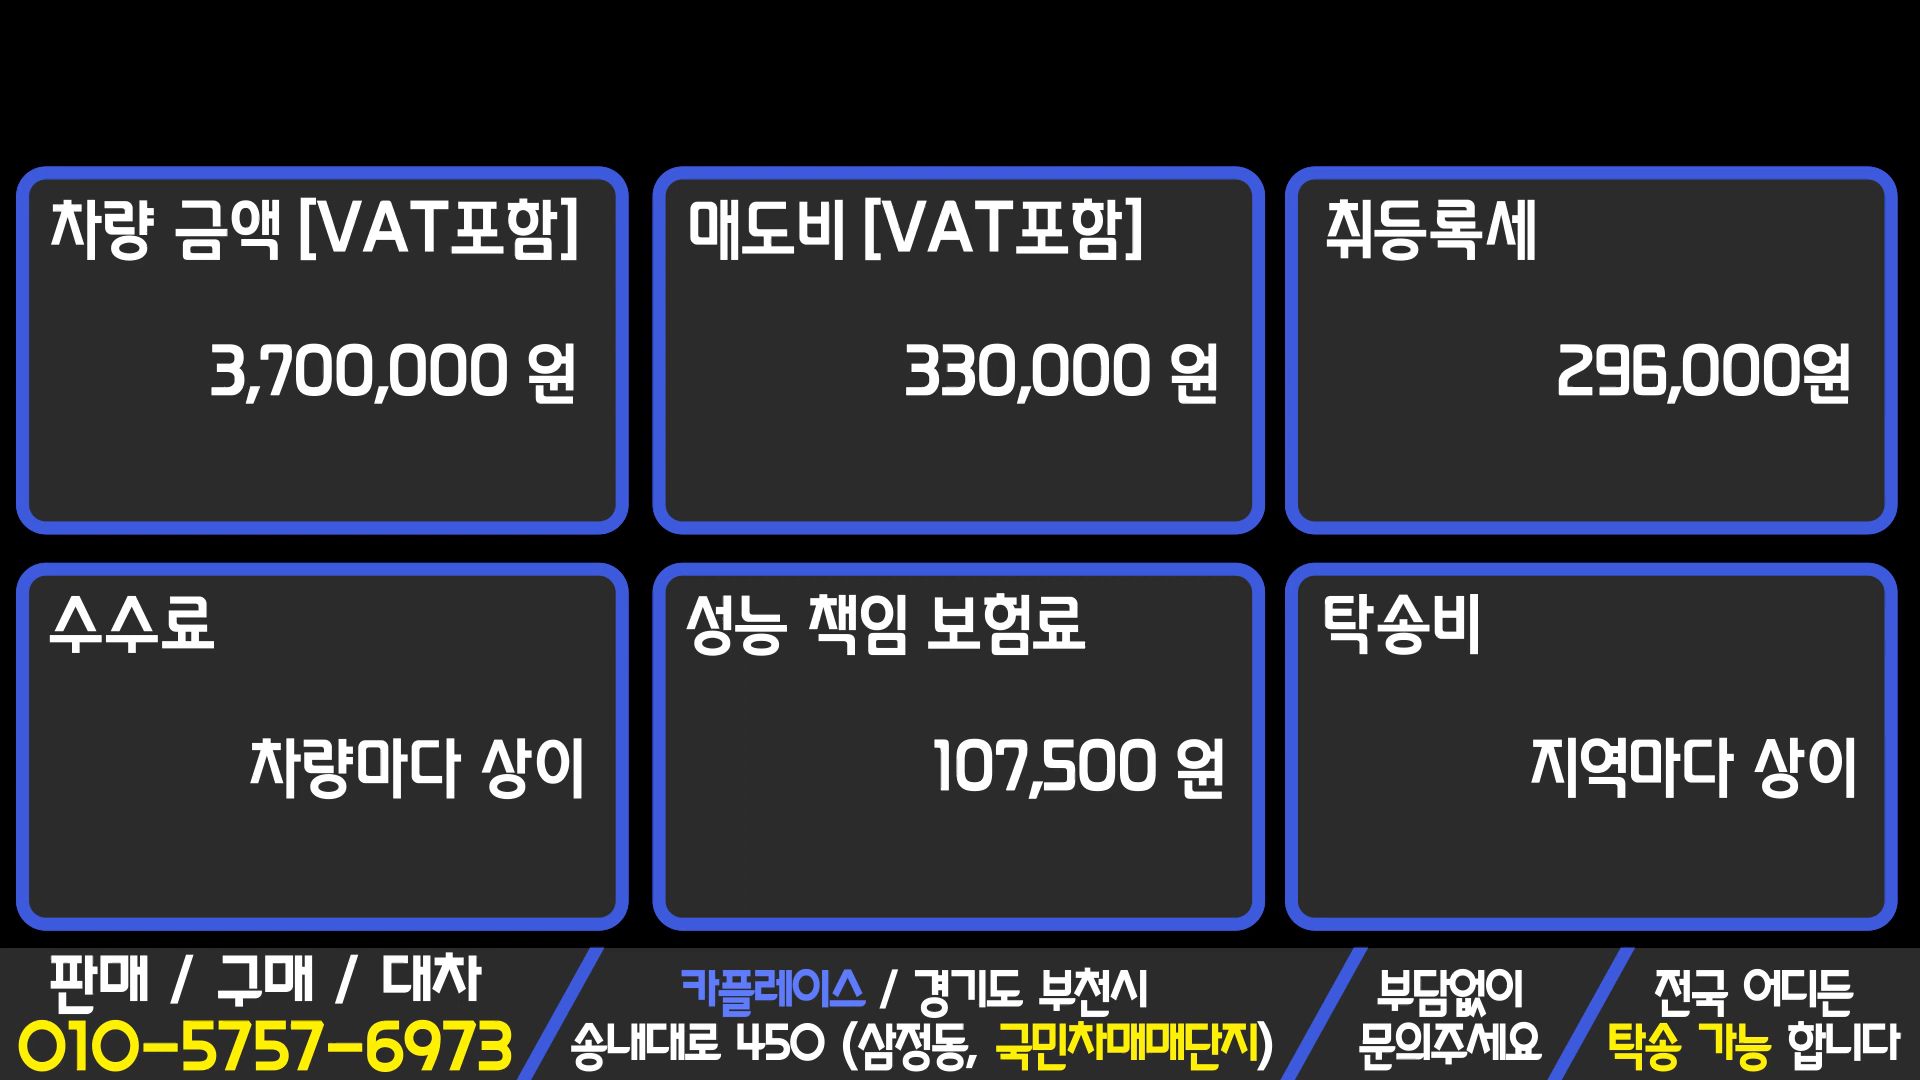 차량 금액 [VAT포함]
3,700,000 원
매도비 [VAT포함]
330,000 원
취등록세
296,000원
수수료
차량마다 상이
성능 책임 보험료
107,500 원
탁송비
지역마다 상이
판매 / 구매 / 대차
010-5757-6973
카플레이스 / 경기도 부천시
송내대로 450 (삼정동, 국민차매매단지)
부담없이
문의주세요
전국 어디든
탁송 가능 합니다